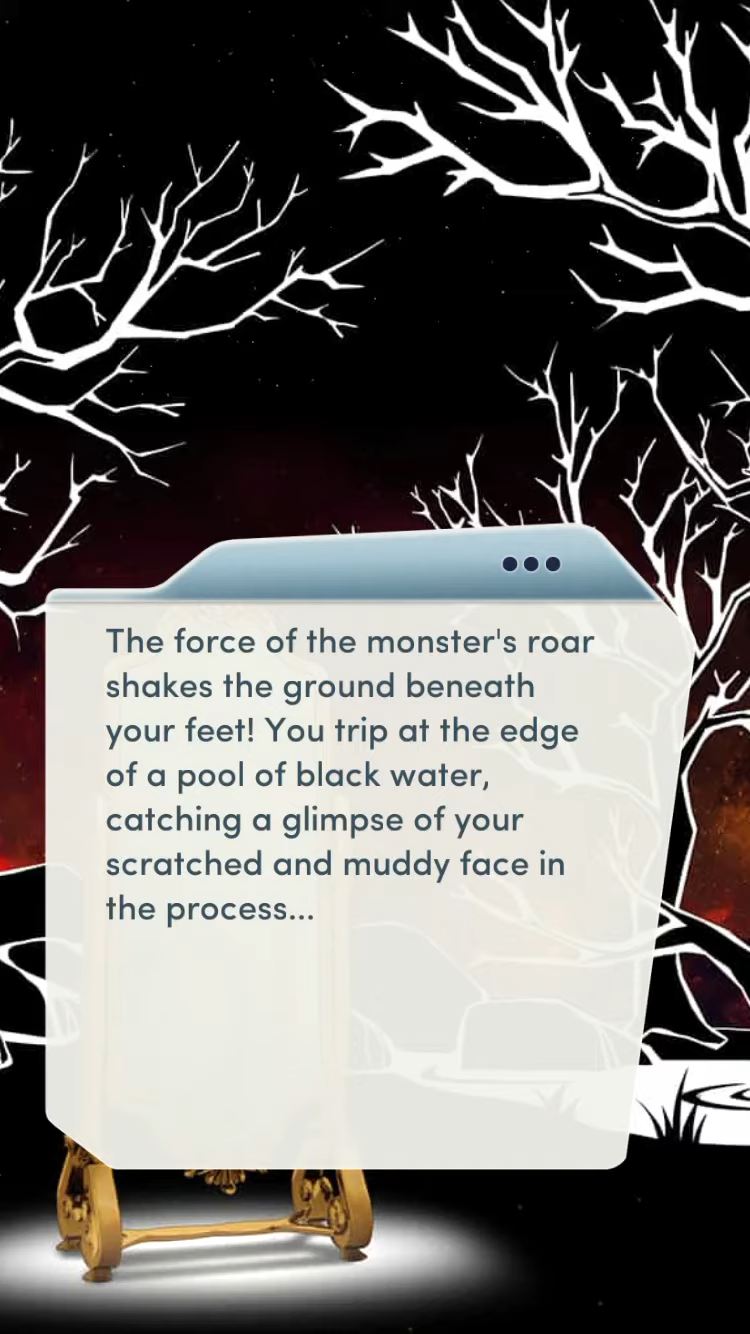 The force of the monster's roar
shakes the ground beneath
your feet! You trip at the edge
of a pool of black water,
catching a glimpse of your
scratched and muddy face in
the process...